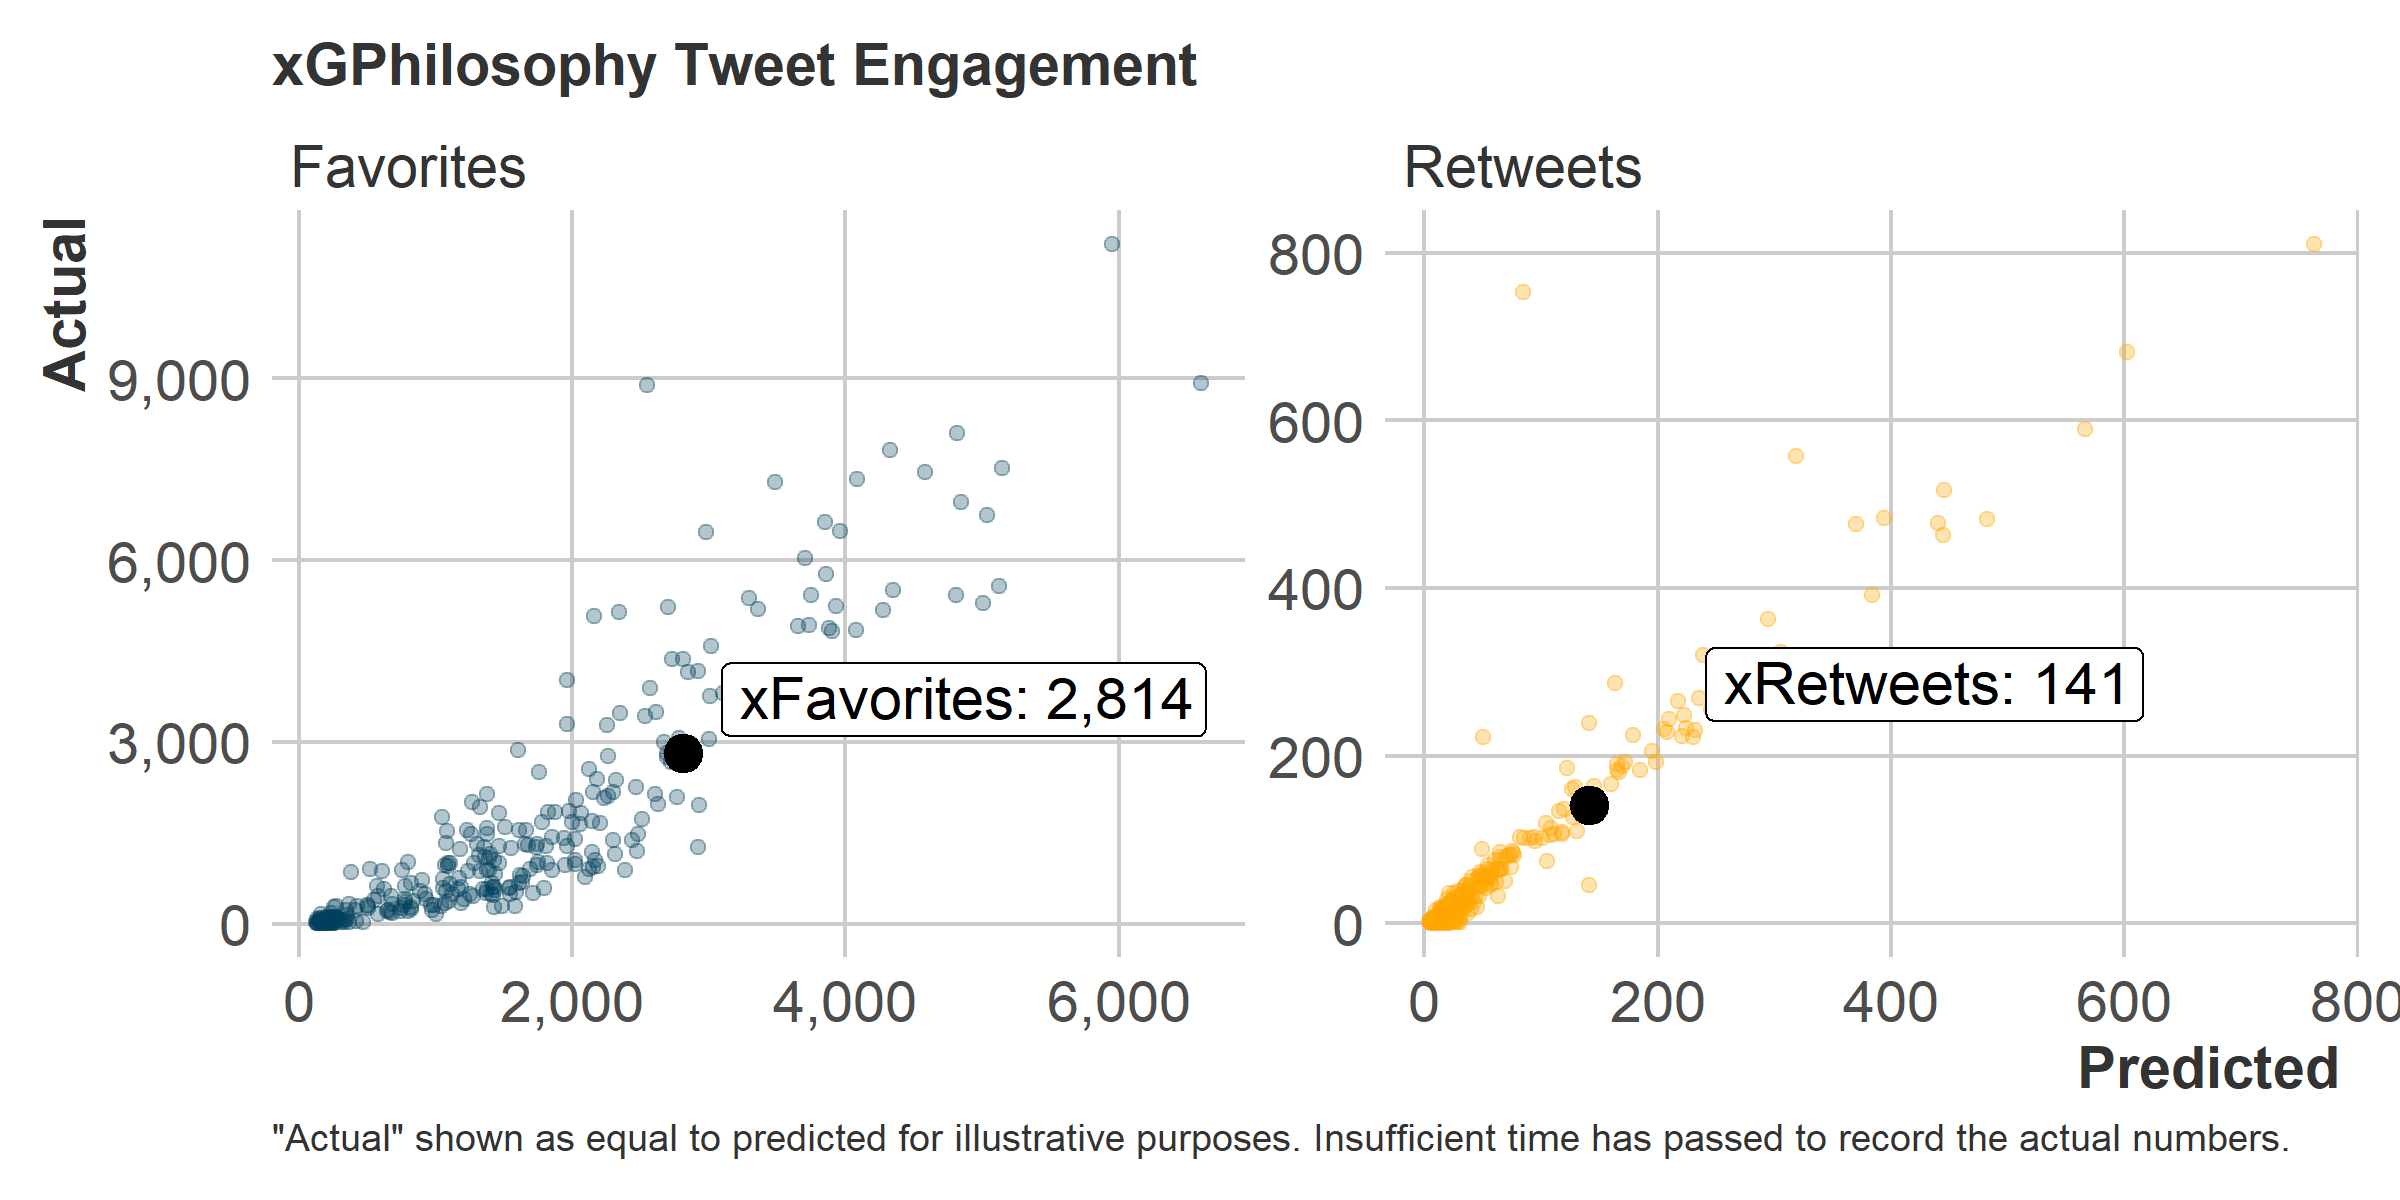 xGPhilosophy Tweet Engagement
Favorites
Retweets
Actual
9,000
6,000
3,000
0
800
600
400
200
0
xFavorites: 2,814
xRetweets: 141
0
2,000
4,000
6,000
0
200
400
600
800
Predicted
"Actual" shown as equal to predicted for illustrative purposes. Insufficient time has passed to record the actual numbers.